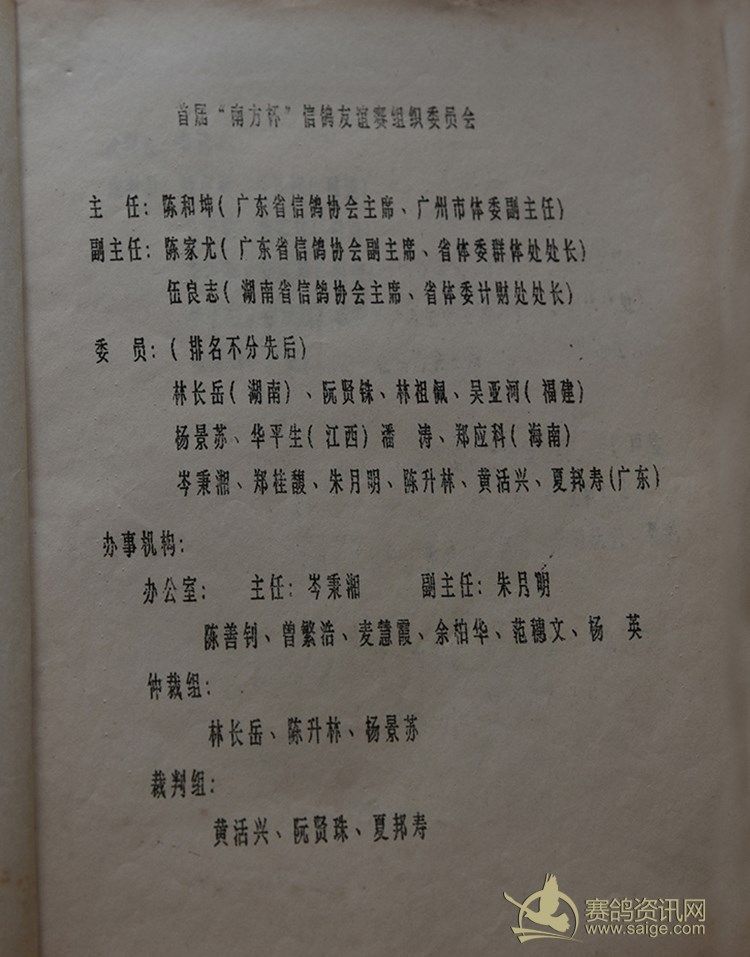 首届“南方杯”信鸽友谊赛组织委员会
主 任：陈和坤（广东省信鸽协会主席、广州市体委副主任）
副主任：陈家尤（广东省信鸽协会副主席、省体委群体处处长）
伍良志（湖南省信鸽协会主席、省体委计财处处长）
委 员：（排名不分先后）
林长岳（湖南）、阮贤铢、林祖佩、吴亚河（福建）
杨景苏、华平生（江西）潘 涛、郑应科（海南）
岑秉湘、郑桂馥、朱月明、陈升林、黄活兴、夏邦寿（广东）
办事机构：
办公室： 主任：岑秉湘 副主任：朱月明
陈善钊、曾繁浩、麦慧霞、余柏华、范穗文、杨 英
仲裁组：
林长岳、陈升林、杨景苏
裁判组：
黄活兴、阮贤珠、夏邦寿
赛鸽资讯网
www.saige.com